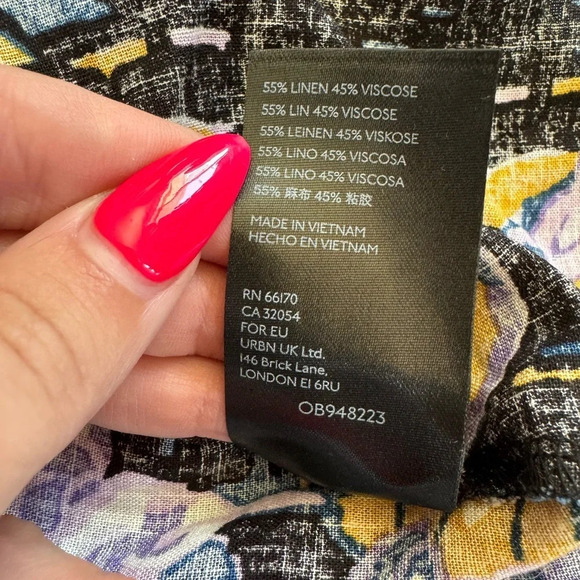 55% LINEN 45% VISCOSE
55% LIN 45% VISCOSE
55% LEINEN 45% VISKOSE
55% LINO 45% VISCOSA
55% LINO 45% VISCOSA
55% 麻布 45% 粘胶
MADE IN VIETNAM
HECHO EN VIETNAM
RN 66170
CA 32054
FOR EU
URBN UK Ltd.
146 Brick Lane,
LONDON E1 6RU
OB948223